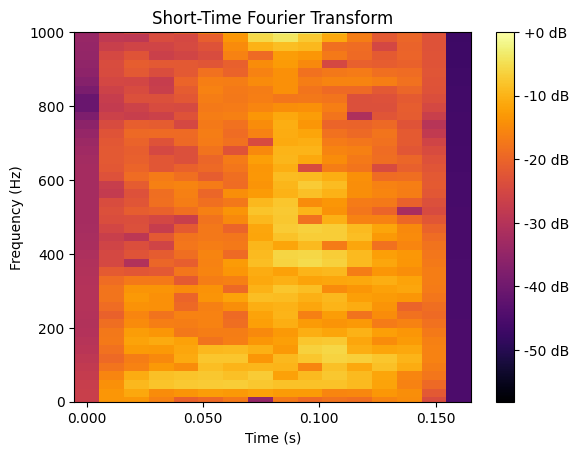 Short-Time Fourier Transform
1000
800
600
400
200
0
Frequency (Hz)
0.000
0.050
0.100
0.150
Time (s)
+0 dB
-10 dB
-20 dB
-30 dB
-40 dB
-50 dB